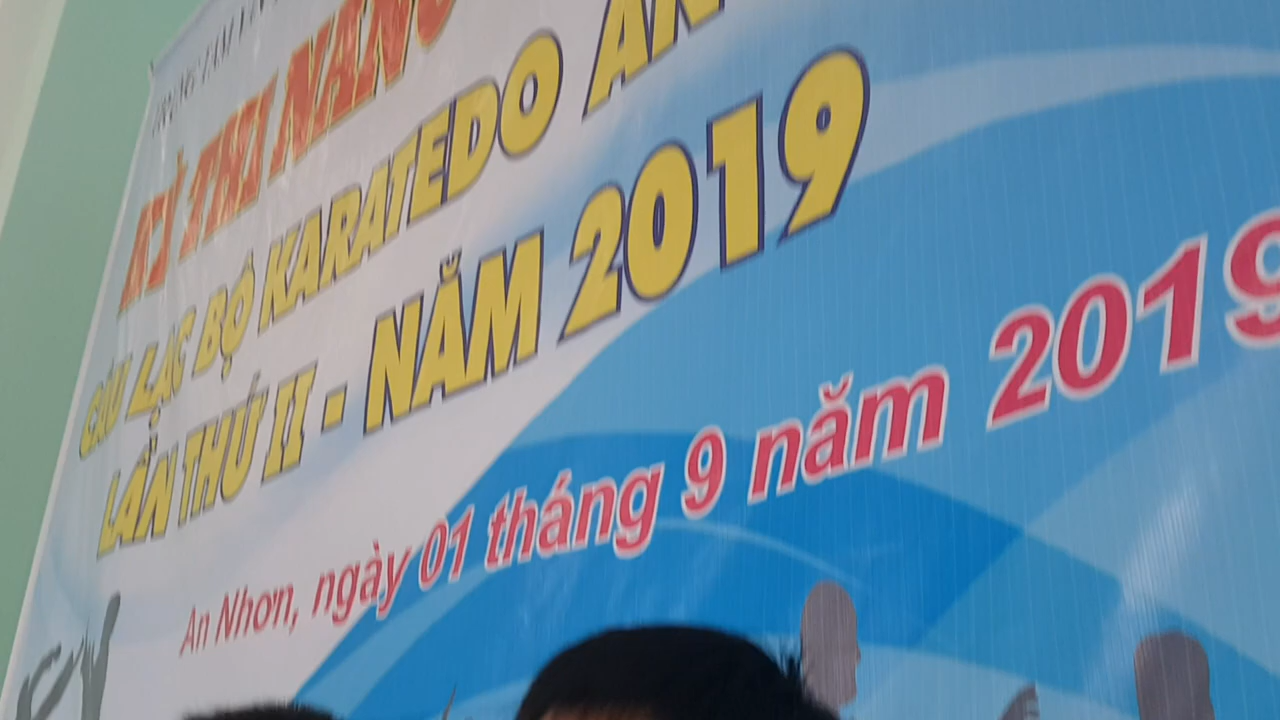 KỲ THI NÂNG
CÂU LẠC BỘ KARATEDO AN
LẦN THỨ II - NĂM 2019
An Nhơn, ngày 01 tháng 9 năm 2019